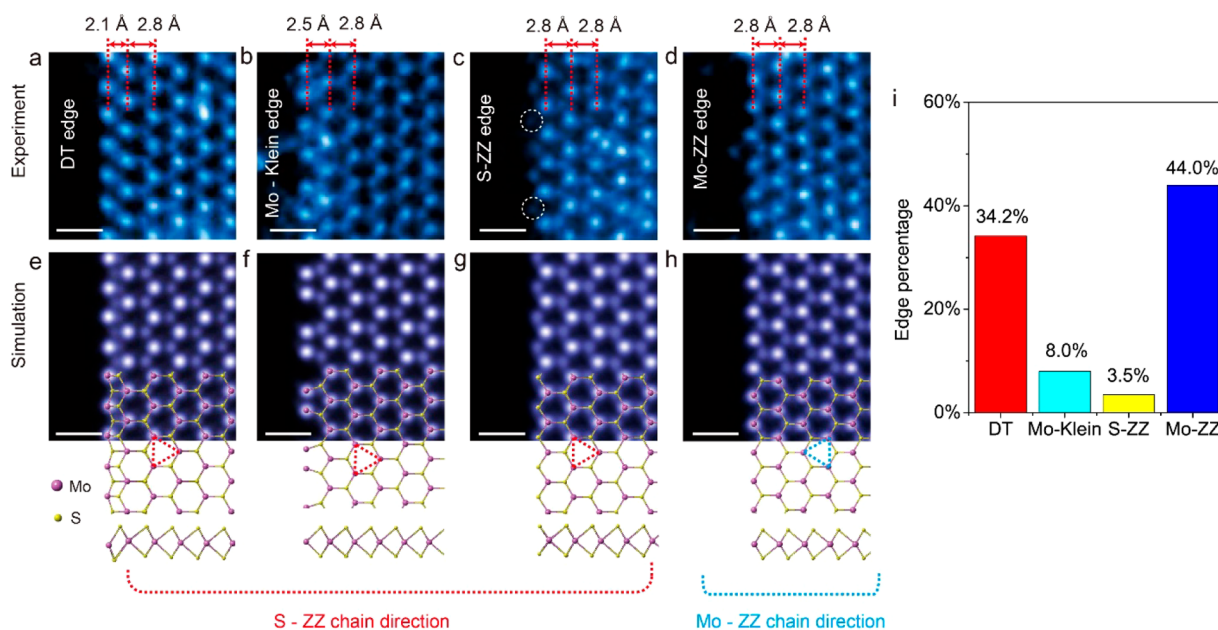 2.1 Å 2.8 Å 2.5 Å 2.8 Å 2.8 Å 2.8 Å 2.8 Å 2.8 Å
a b c d
Experiment
DT edge
Mo - Klein edge
S-ZZ edge
Mo-ZZ edge
e f g h
Simulation
Mo
S
S - ZZ chain direction
Mo - ZZ chain direction
i
Edge percentage
60%
40%
20%
0%
34.2%
8.0%
3.5%
44.0%
DT Mo-Klein S-ZZ Mo-ZZ